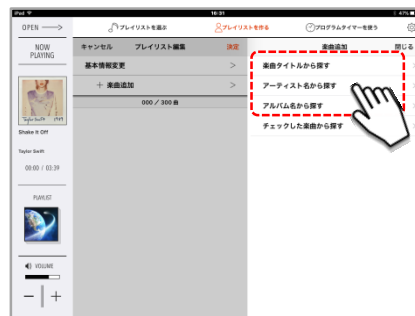 iPad
16:31
47%
OPEN
プレイリストを選ぶ
プレイリストを作る
プログラムタイマーを使う
NOW
PLAYING
キャンセル
プレイリスト編集
決定
楽曲追加
閉じる
基本情報変更
>
楽曲タイトルから探す
+ 楽曲追加
>
アーティスト名から探す
000 / 300 曲
アルバム名から探す
チェックした楽曲から探す
Taylor Swift
1989
Shake It Off
Taylor Swift
00:00 / 03:39
PLAYLIST
VOLUME
− | +